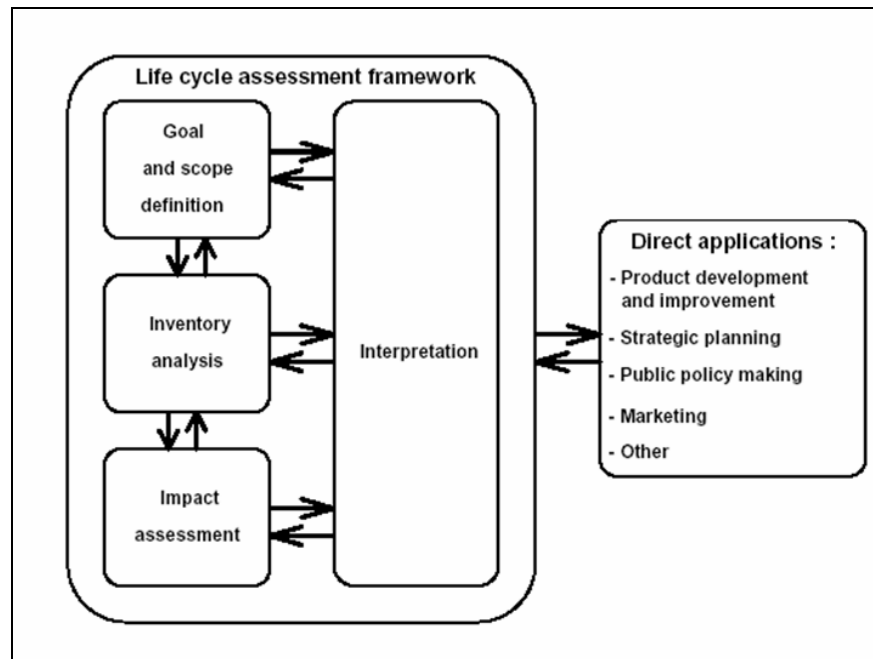 Life cycle assessment framework
Goal
and scope
definition
Inventory
analysis
Impact
assessment
Interpretation
Direct applications :
- Product development
and improvement
- Strategic planning
- Public policy making
- Marketing
- Other